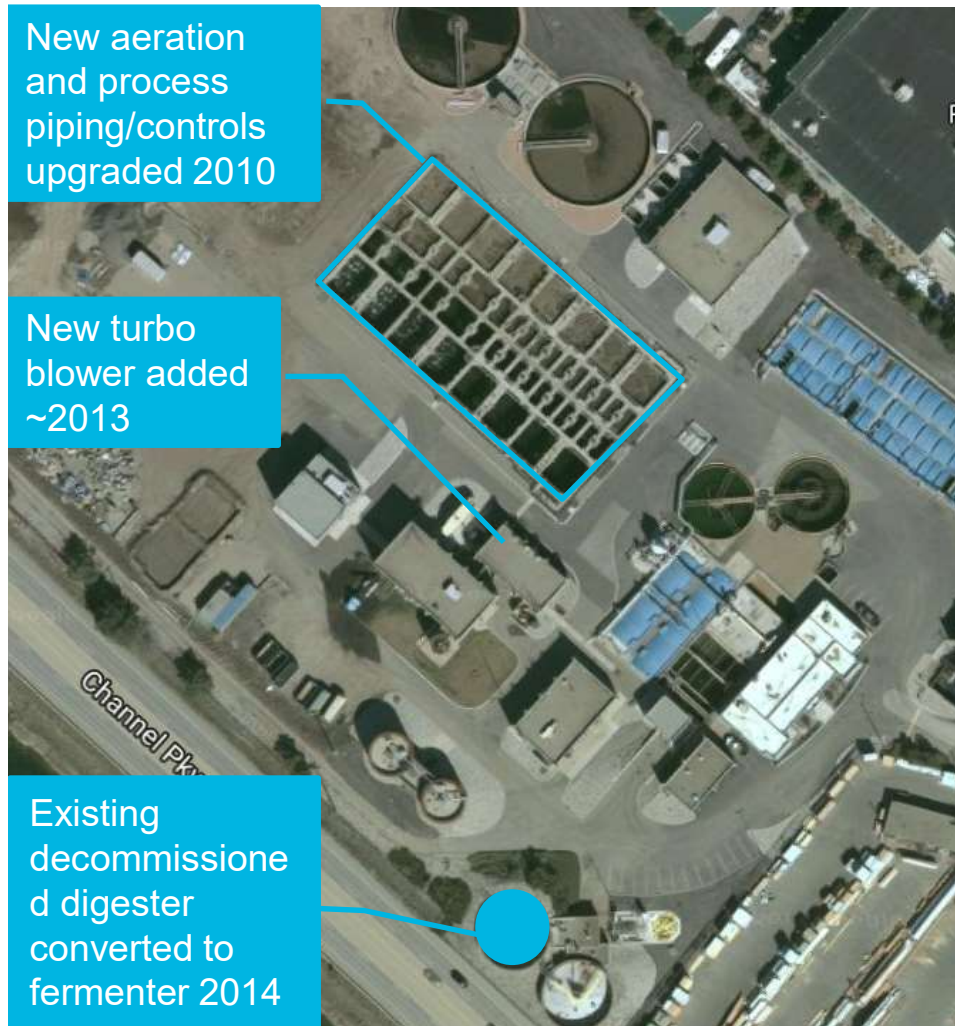 New aeration
and process
piping/controls
upgraded 2010
New turbo
blower added
~2013
Channel Pkw
Existing
decommissione
d digester
converted to
fermenter 2014